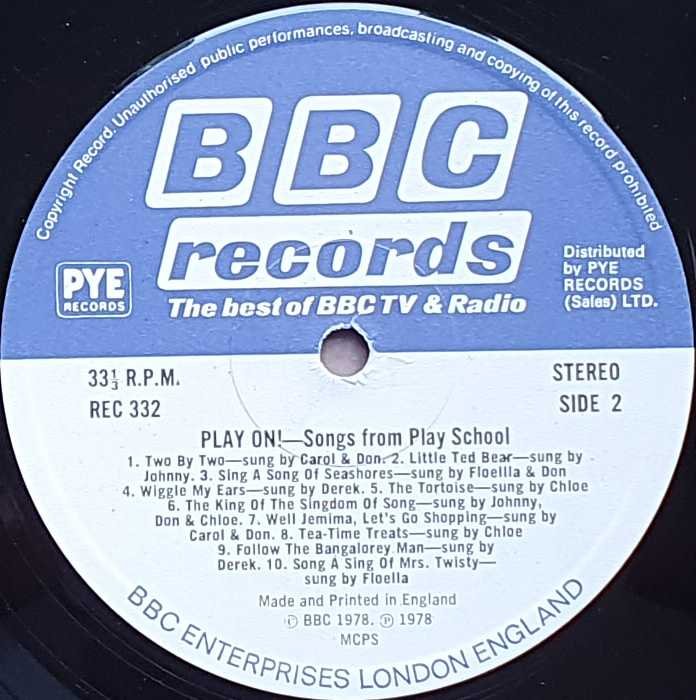 Copyright Record. Unauthorised public performances, broadcasting and copying of this record prohibited
BBC
records
The best of BBC TV & Radio
PYE
RECORDS
Distributed
by PYE
RECORDS
(Sales) LTD.
33⅓ R.P.M.
REC 332
STEREO
SIDE 2
PLAY ON!—Songs from Play School
1. Two By Two—sung by Carol & Don. 2. Little Ted Bear—sung by
Johnny. 3. Sing A Song Of Seashores—sung by Floellla & Don
4. Wiggle My Ears—sung by Derek. 5. The Tortoise—sung by Chloe
6. The King Of The Singdom Of Song—sung by Johnny,
Don & Chloe. 7. Well Jemima, Let's Go Shopping—sung by
Carol & Don. 8. Tea-Time Treats—sung by Chloe
9. Follow The Bangalorey Man—sung by
Derek. 10. Song A Sing Of Mrs. Twisty—
sung by Floella
Made and Printed in England
Ⓒ BBC 1978. Ⓟ 1978
MCPS
BBC ENTERPRISES LONDON ENGLAND